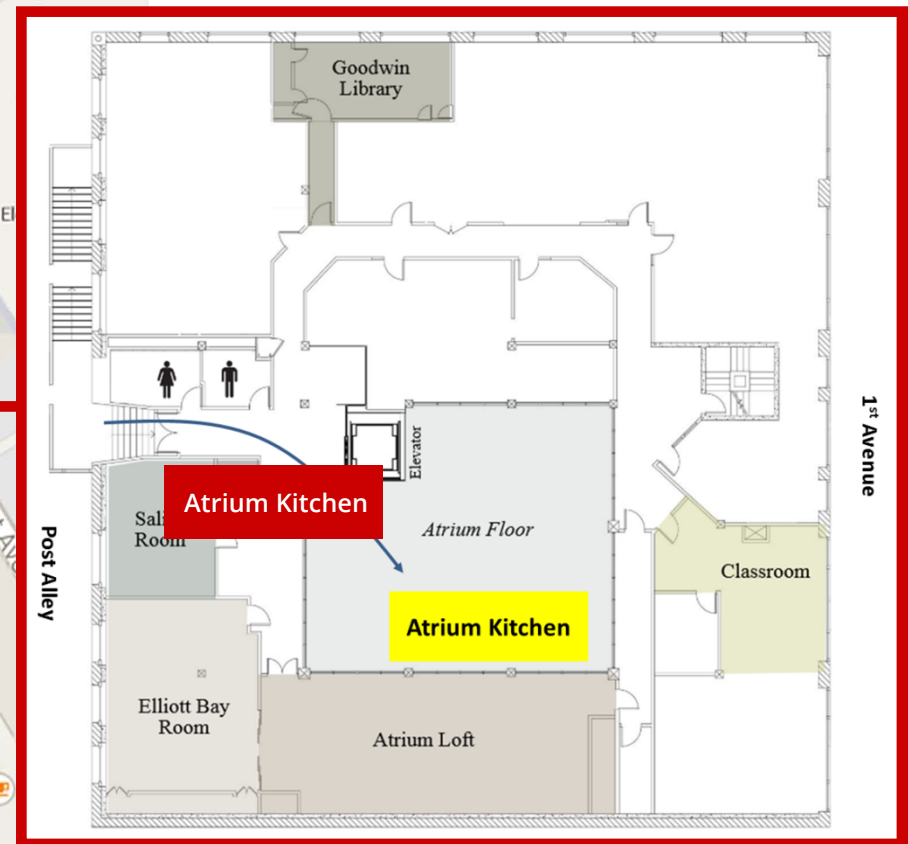 Goodwin
Library
El
Elevator
1st Avenue
Atrium Kitchen
Room
Atrium Floor
Post Alley
Classroom
Atrium Kitchen
Elliott Bay
Room
Atrium Loft